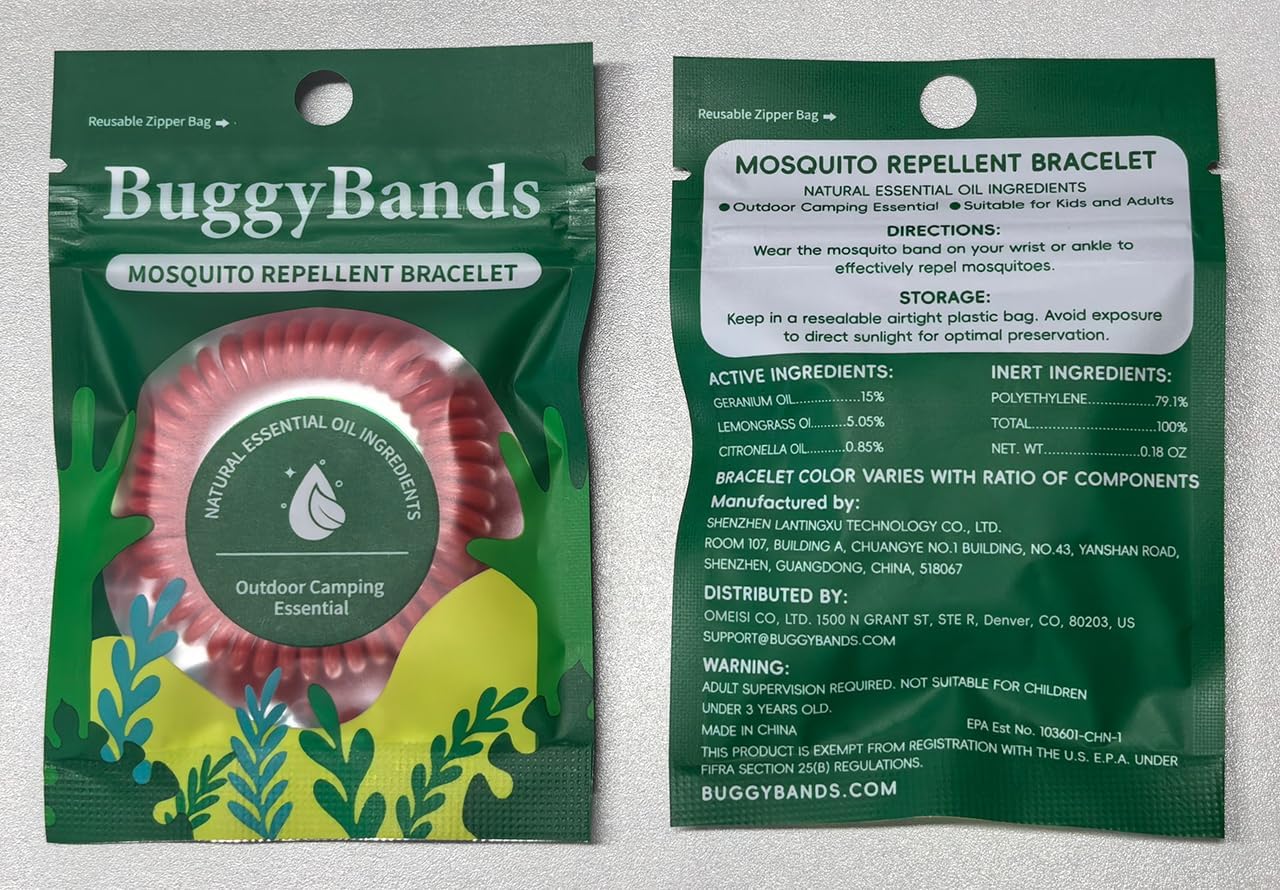 Reusable Zipper Bag
BuggyBands
MOSQUITO REPELLENT BRACELET
NATURAL ESSENTIAL OIL INGREDIENTS
Outdoor Camping
Essential
Reusable Zipper Bag
MOSQUITO REPELLENT BRACELET
NATURAL ESSENTIAL OIL INGREDIENTS
●Outdoor Camping Essential ●Suitable for Kids and Adults
DIRECTIONS:
Wear the mosquito band on your wrist or ankle to
effectively repel mosquitoes.
STORAGE:
Keep in a resealable airtight plastic bag. Avoid exposure
to direct sunlight for optimal preservation.
ACTIVE INGREDIENTS:
GERANIUM OIL...............15%
LEMONGRASS OI.........5.05%
CITRONELLA OIL.........0.85%
INERT INGREDIENTS:
POLYETHYLENE...............79.1%
TOTAL............................100%
NET. WT......................0.18 OZ
BRACELET COLOR VARIES WITH RATIO OF COMPONENTS
Manufactured by:
SHENZHEN LANTINGXU TECHNOLOGY CO., LTD.
ROOM 107, BUILDING A, CHUANGYE NO.1 BUILDING, NO.43, YANSHAN ROAD,
SHENZHEN, GUANGDONG, CHINA, 518067
DISTRIBUTED BY:
OMEISI CO, LTD. 1500 N GRANT ST, STE R, Denver, CO, 80203, US
SUPPORT@BUGGYBANDS.COM
WARNING:
ADULT SUPERVISION REQUIRED. NOT SUITABLE FOR CHILDREN
UNDER 3 YEARS OLD.
MADE IN CHINA
EPA Est No. 103601-CHN-1
THIS PRODUCT IS EXEMPT FROM REGISTRATION WITH THE U.S. E.P.A. UNDER
FIFRA SECTION 25(B) REGULATIONS.
BUGGYBANDS.COM